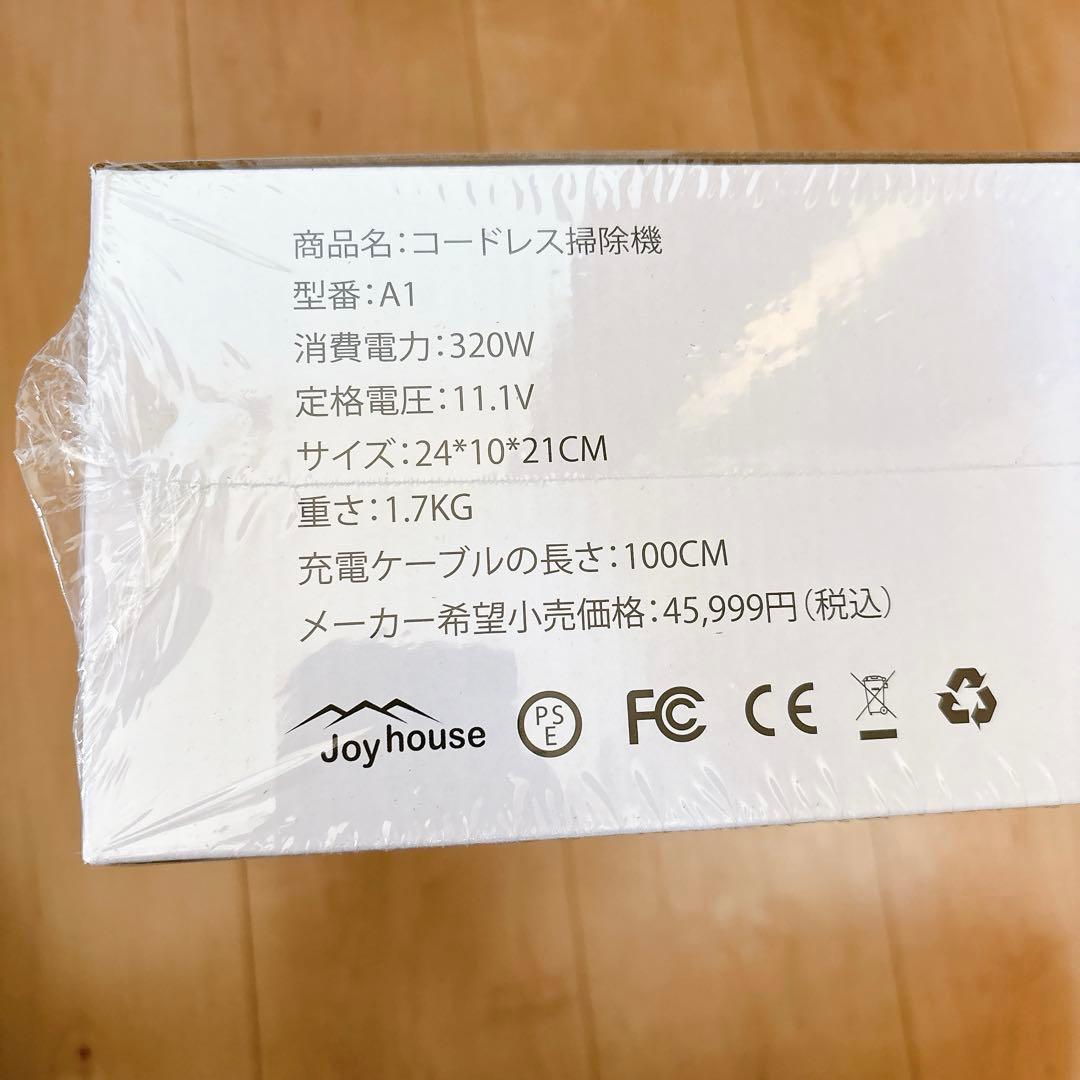 商品名:コードレス掃除機
型番:A1
消費電力:320W
定格電圧:11.1V
サイズ:24*10*21CM
重さ:1.7KG
充電ケーブルの長さ:100CM
メーカー希望小売価格:45,999円(税込)
Joyhouse PSE FC CE